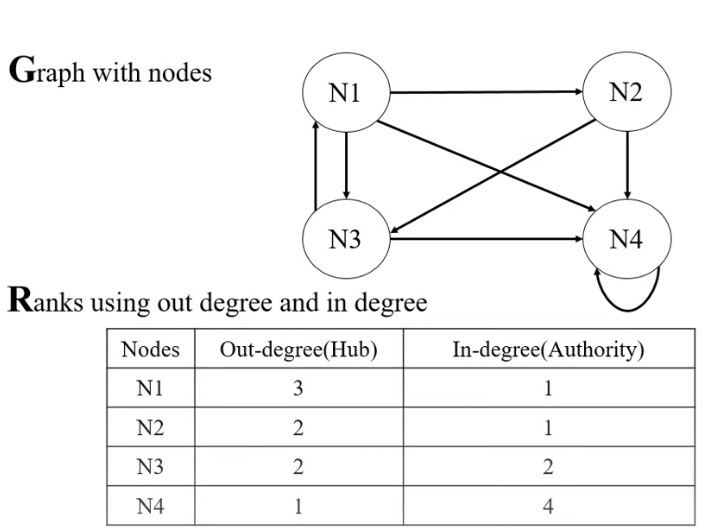 Graph with nodes
N1
N2
N3
N4
Ranks using out degree and in degree
Nodes Out-degree(Hub) In-degree(Authority)
N1 3 1
N2 2 1
N3 2 2
N4 1 4